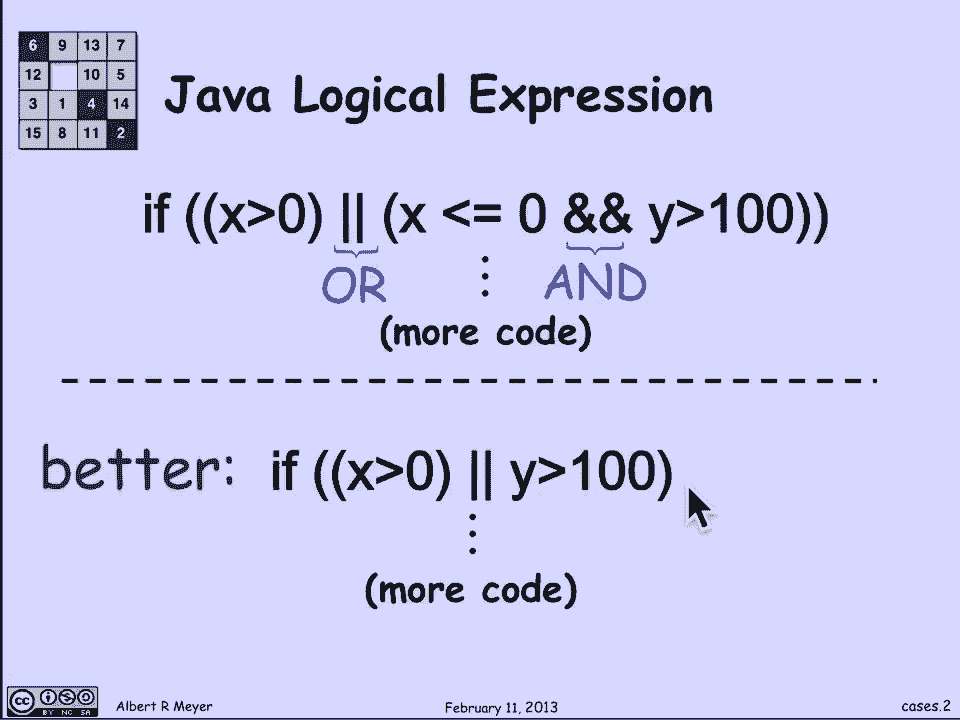 6 9 13 7
12 10 5
3 1 4 14
15 8 11 2
Java Logical Expression
if ((x>0) || (x <= 0 && y>100))
OR AND
⋮
(more code)
better: if ((x>0) || y>100)
⋮
(more code)
cc BY NC SA
Albert R Meyer February 11, 2013 cases.2